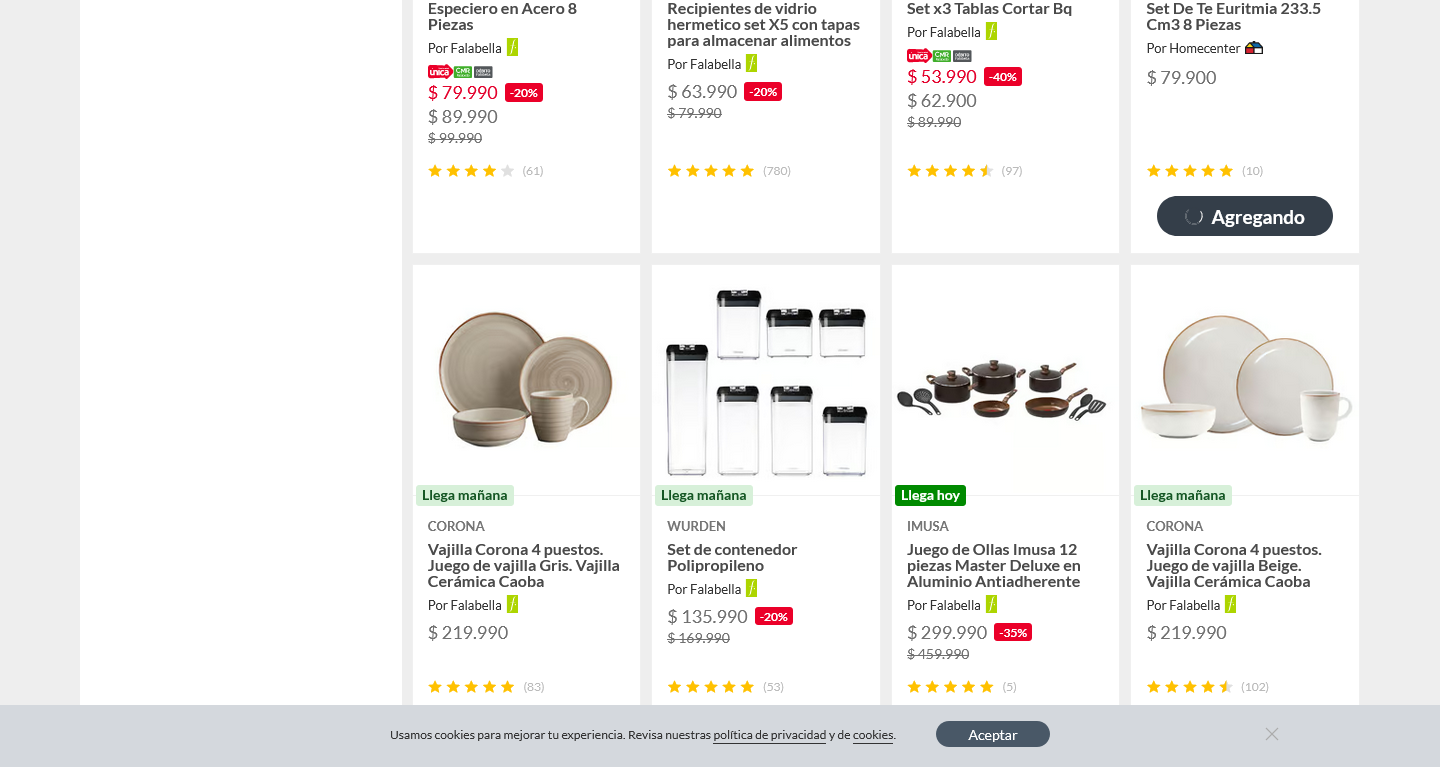 Especiero en Acero 8
Piezas
Por Falabella
única CMR
$ 79.990 -20%
$ 89.990
$ 99.990
(61)
Recipientes de vidrio
hermetico set X5 con tapas
para almacenar alimentos
Por Falabella
$ 63.990 -20%
$ 79.990
(780)
Set x3 Tablas Cortar Bq
Por Falabella
única CMR
$ 53.990 -40%
$ 62.900
$ 89.990
(97)
Set De Te Euritmia 233.5
Cm3 8 Piezas
Por Homecenter
$ 79.900
(10)
Agregando
Llega mañana
CORONA
Vajilla Corona 4 puestos.
Juego de vajilla Gris. Vajilla
Cerámica Caoba
Por Falabella
$ 219.990
(83)
Llega mañana
WURDEN
Set de contenedor
Polipropileno
Por Falabella
$ 135.990 -20%
$ 169.990
(53)
Llega hoy
IMUSA
Juego de Ollas Imusa 12
piezas Master Deluxe en
Aluminio Antiadherente
Por Falabella
$ 299.990 -35%
$ 459.990
(5)
Llega mañana
CORONA
Vajilla Corona 4 puestos.
Juego de vajilla Beige.
Vajilla Cerámica Caoba
Por Falabella
$ 219.990
(102)
Usamos cookies para mejorar tu experiencia. Revisa nuestras política de privacidad y de cookies.
Aceptar